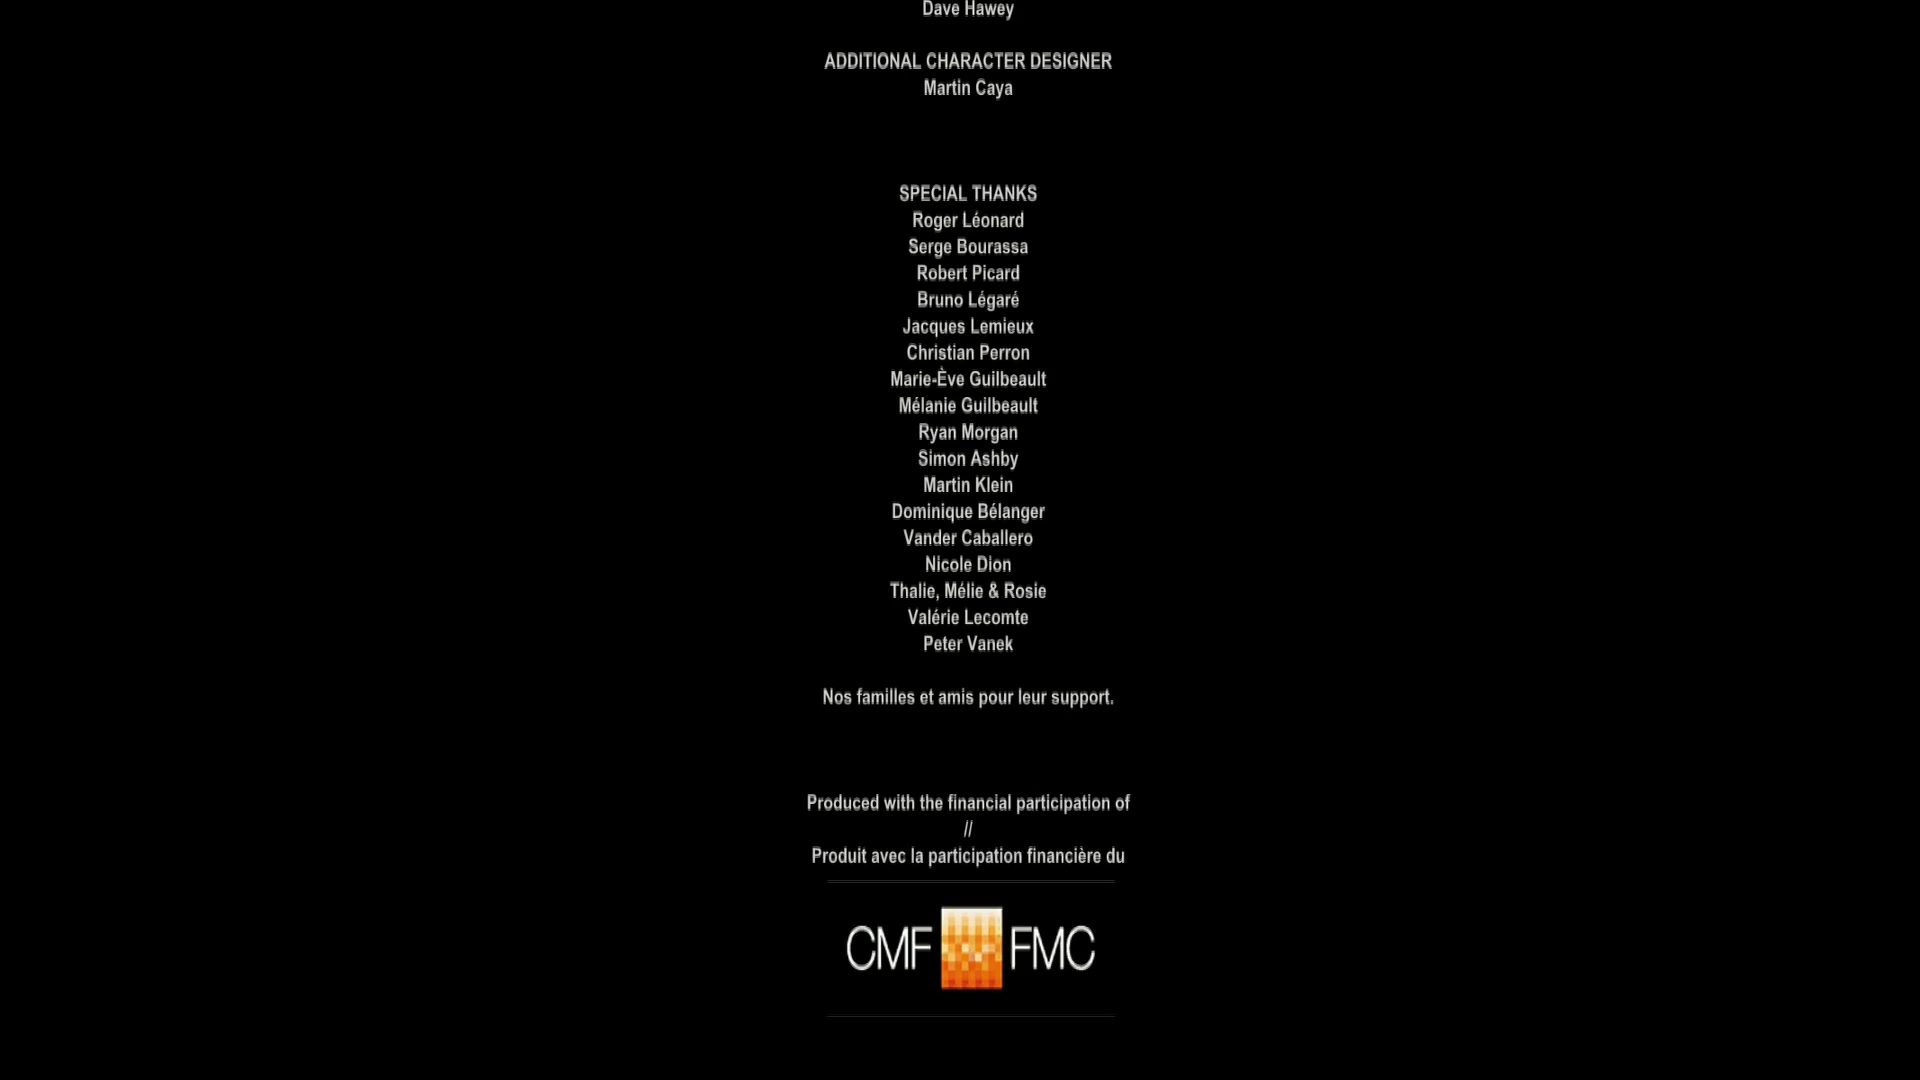 Dave Hawey
ADDITIONAL CHARACTER DESIGNER
Martin Caya
SPECIAL THANKS
Roger Léonard
Serge Bourassa
Robert Picard
Bruno Légaré
Jacques Lemieux
Christian Perron
Marie-Ève Guilbeault
Mélanie Guilbeault
Ryan Morgan
Simon Ashby
Martin Klein
Dominique Bélanger
Vander Caballero
Nicole Dion
Thalie, Mélie & Rosie
Valérie Lecomte
Peter Vanek
Nos familles et amis pour leur support.
Produced with the financial participation of
//
Produit avec la participation financière du
CMF FMC